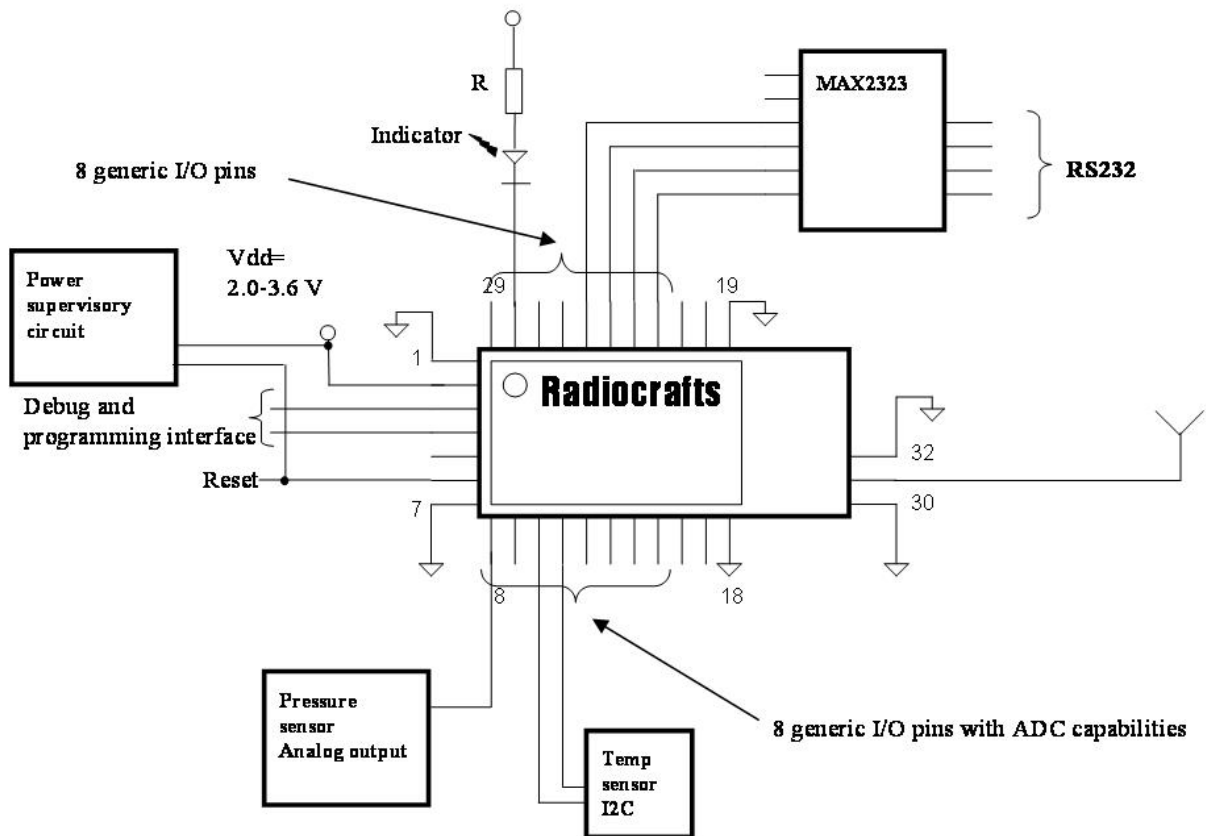 R
MAX2323
Indicator
8 generic I/O pins
RS232
Vdd=
2.0-3.6 V
Power
supervisory
circuit
29
19
1
Radiocrafts
Debug and
programming interface
Reset
32
7
30
8
18
Pressure
sensor
Analog output
8 generic I/O pins with ADC capabilities
Temp
sensor
I2C